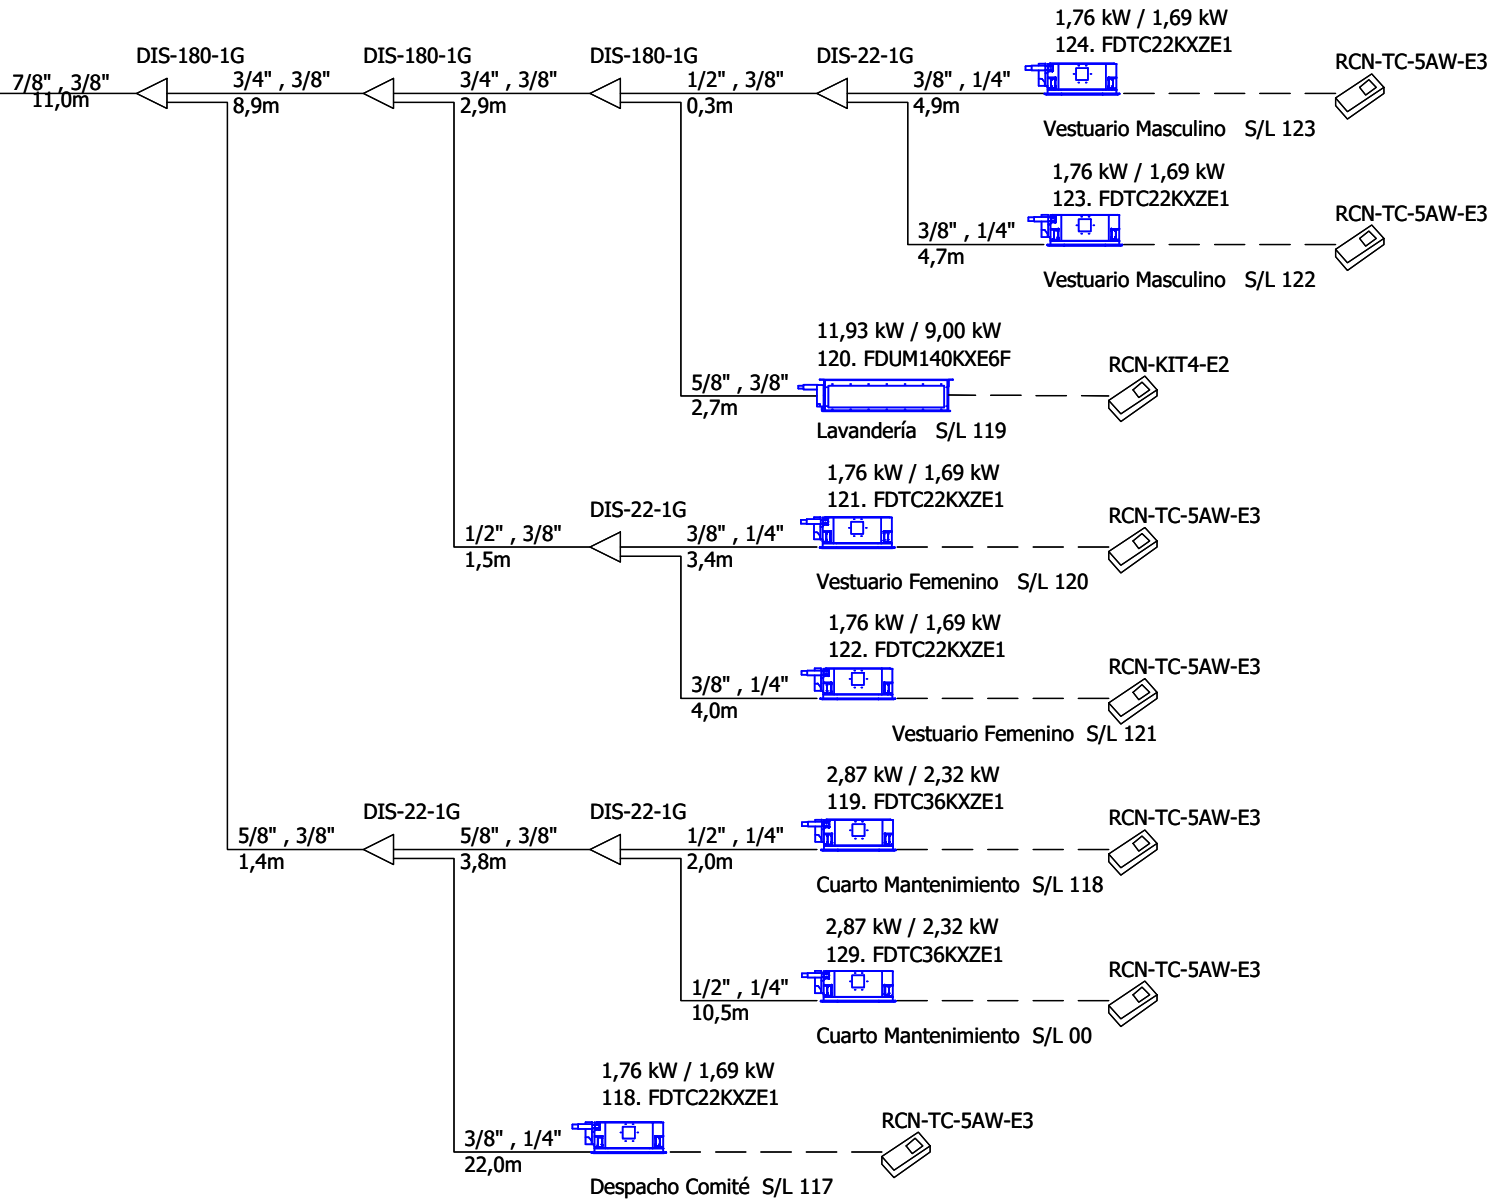 1,76 kW / 1,69 kW
124. FDTC22KXZE1
DIS-180-1G
DIS-180-1G
DIS-180-1G
DIS-22-1G
RCN-TC-5AW-E3
7/8" , 3/8"
11,0m
3/4" , 3/8"
8,9m
3/4" , 3/8"
2,9m
1/2" , 3/8"
0,3m
3/8" , 1/4"
4,9m
Vestuario Masculino S/L 123
1,76 kW / 1,69 kW
123. FDTC22KXZE1
RCN-TC-5AW-E3
3/8" , 1/4"
4,7m
Vestuario Masculino S/L 122
11,93 kW / 9,00 kW
120. FDUM140KXE6F
RCN-KIT4-E2
5/8" , 3/8"
2,7m
Lavandería S/L 119
1,76 kW / 1,69 kW
121. FDTC22KXZE1
DIS-22-1G
RCN-TC-5AW-E3
1/2" , 3/8"
1,5m
3/8" , 1/4"
3,4m
Vestuario Femenino S/L 120
1,76 kW / 1,69 kW
122. FDTC22KXZE1
RCN-TC-5AW-E3
3/8" , 1/4"
4,0m
Vestuario Femenino S/L 121
2,87 kW / 2,32 kW
119. FDTC36KXZE1
DIS-22-1G
DIS-22-1G
RCN-TC-5AW-E3
5/8" , 3/8"
1,4m
5/8" , 3/8"
3,8m
1/2" , 1/4"
2,0m
Cuarto Mantenimiento S/L 118
2,87 kW / 2,32 kW
129. FDTC36KXZE1
RCN-TC-5AW-E3
1/2" , 1/4"
10,5m
Cuarto Mantenimiento S/L 00
1,76 kW / 1,69 kW
118. FDTC22KXZE1
RCN-TC-5AW-E3
3/8" , 1/4"
22,0m
Despacho Comité S/L 117